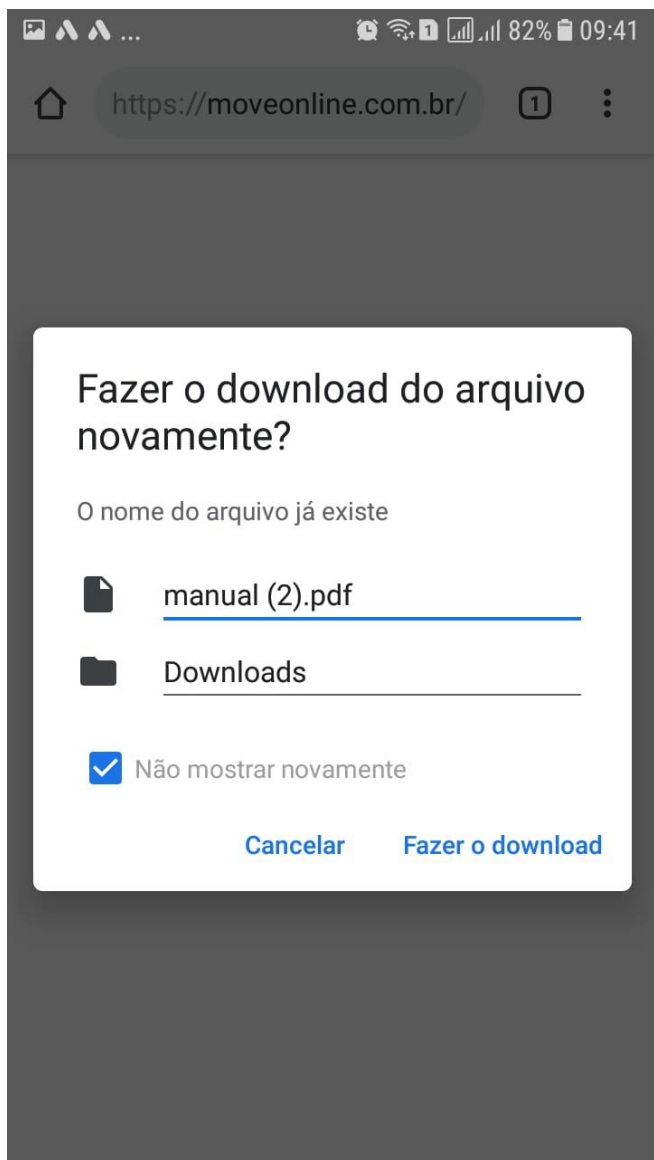 ... 1 82% 09:41
https://moveonline.com.br/ 1
Fazer o download do arquivo
novamente?
O nome do arquivo já existe
manual (2).pdf
Downloads
Não mostrar novamente
Cancelar Fazer o download